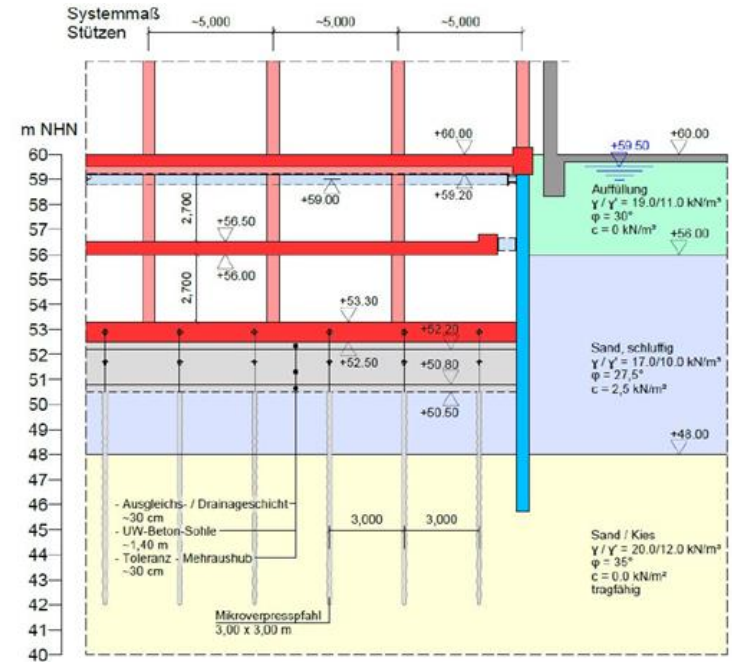 Systemmaß
Stützen
~5,000
~5,000
~5,000
m NHN
60
59
58
57
56
55
54
53
52
51
50
49
48
47
46
45
44
43
42
41
40
+60.00
+59.50
+60.00
+59.00
+59.20
2,700
+56.50
+56.00
2,700
+53.30
+52.20
+52.50
+50.80
+50.50
Auffüllung
γ / γ' = 19.0/11.0 kN/m³
φ = 30°
c = 0 kN/m³
+56.00
Sand, schluffig
γ / γ' = 17.0/10.0 kN/m³
φ = 27,5°
c = 2,5 kN/m²
+48.00
Sand / Kies
γ / γ' = 20.0/12.0 kN/m³
φ = 35°
c = 0.0 kN/m²
tragfähig
- Ausgleichs- / Drainageschicht
~30 cm
- UW-Beton-Sohle
~1,40 m
- Toleranz - Mehraushub
~30 cm
3,000
3,000
Mikroverpresspfahl
3,00 x 3,00 m